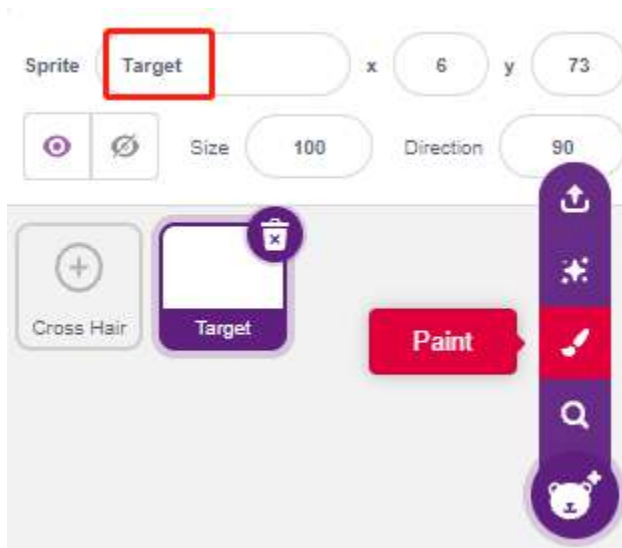 Sprite Target x 6 y 73
Size 100 Direction 90
Cross Hair
Target
Paint